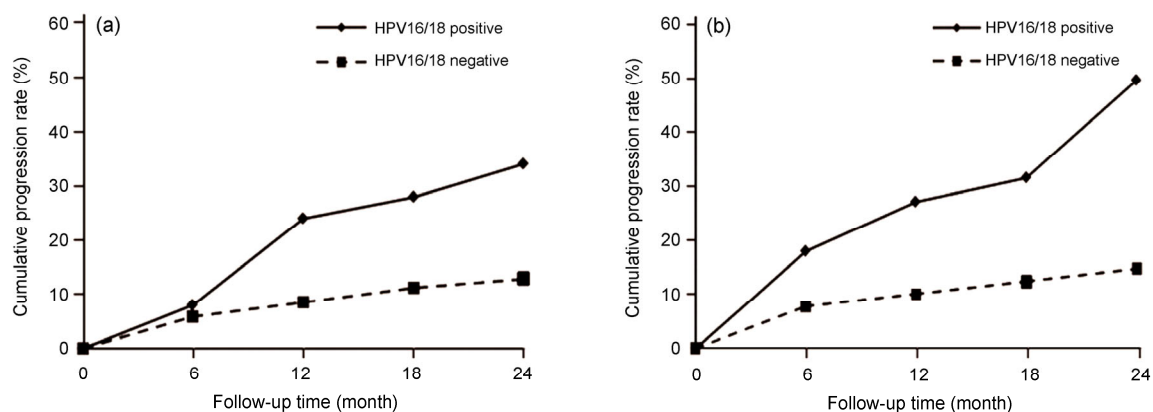 (a)
HPV16/18 positive
HPV16/18 negative
Cumulative progression rate (%)
60
50
40
30
20
10
0
0 6 12 18 24
Follow-up time (month)
(b)
HPV16/18 positive
HPV16/18 negative
Cumulative progression rate (%)
60
50
40
30
20
10
0
0 6 12 18 24
Follow-up time (month)